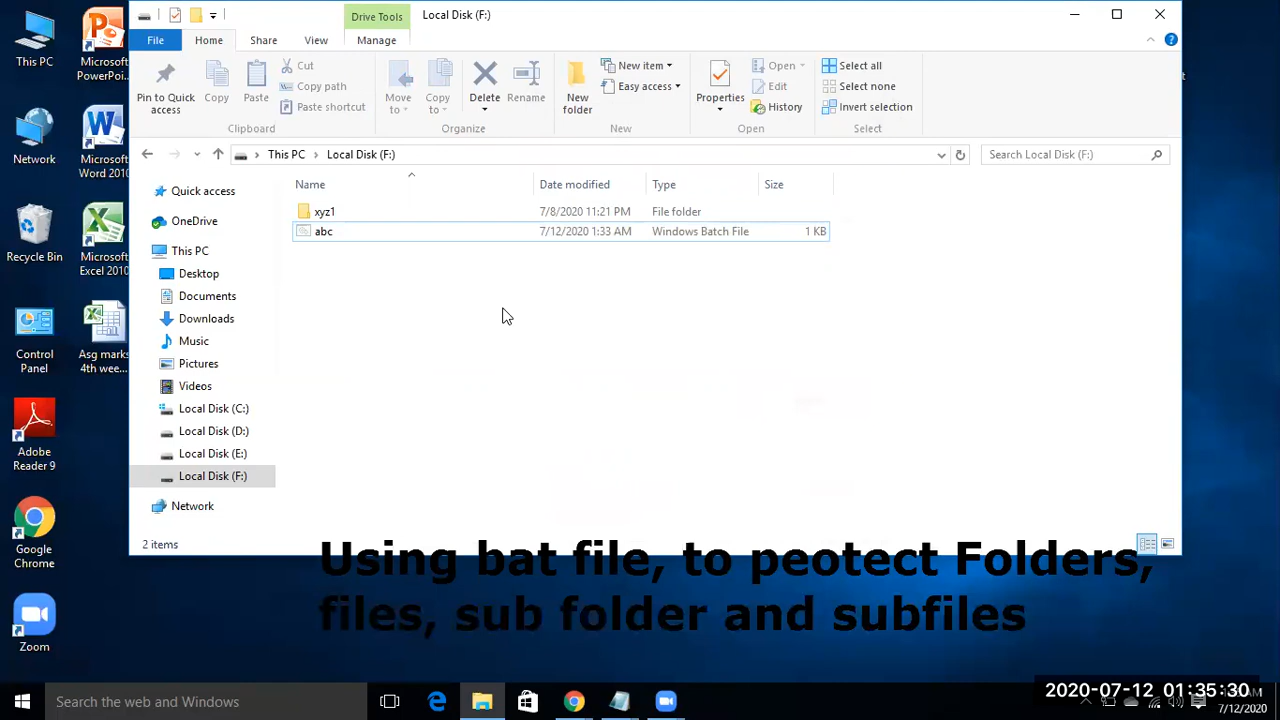 Drive Tools
Local Disk (F:)
File
Home
Share
View
Manage
Pin to Quick access
Copy
Paste
Cut
Copy path
Paste shortcut
Clipboard
Move to
Copy to
Delete
Rename
Organize
New folder
New item
Easy access
New
Properties
Open
Edit
History
Open
Select all
Select none
Invert selection
Select
This PC
Local Disk (F:)
Search Local Disk (F:)
Name
Date modified
Type
Size
xyz1
7/8/2020 11:21 PM
File folder
abc
7/12/2020 1:33 AM
Windows Batch File
1 KB
Quick access
OneDrive
This PC
Desktop
Documents
Downloads
Music
Pictures
Videos
Local Disk (C:)
Local Disk (D:)
Local Disk (E:)
Local Disk (F:)
Network
2 items
This PC
Microsoft PowerPoi...
Network
Microsoft Word 2010
Recycle Bin
Microsoft Excel 2010
Control Panel
Asg marks 4th wee...
Adobe Reader 9
Google Chrome
Zoom
Using bat file, to peotect Folders,
files, sub folder and subfiles
Search the web and Windows
2020-07-12 01:35:30
7/12/2020